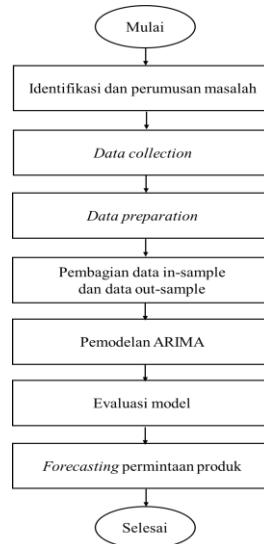 Mulai
Identifikasi dan perumusan masalah
Data collection
Data preparation
Pembagian data in-sample
dan data out-sample
Pemodelan ARIMA
Evaluasi model
Forecasting permintaan produk
Selesai